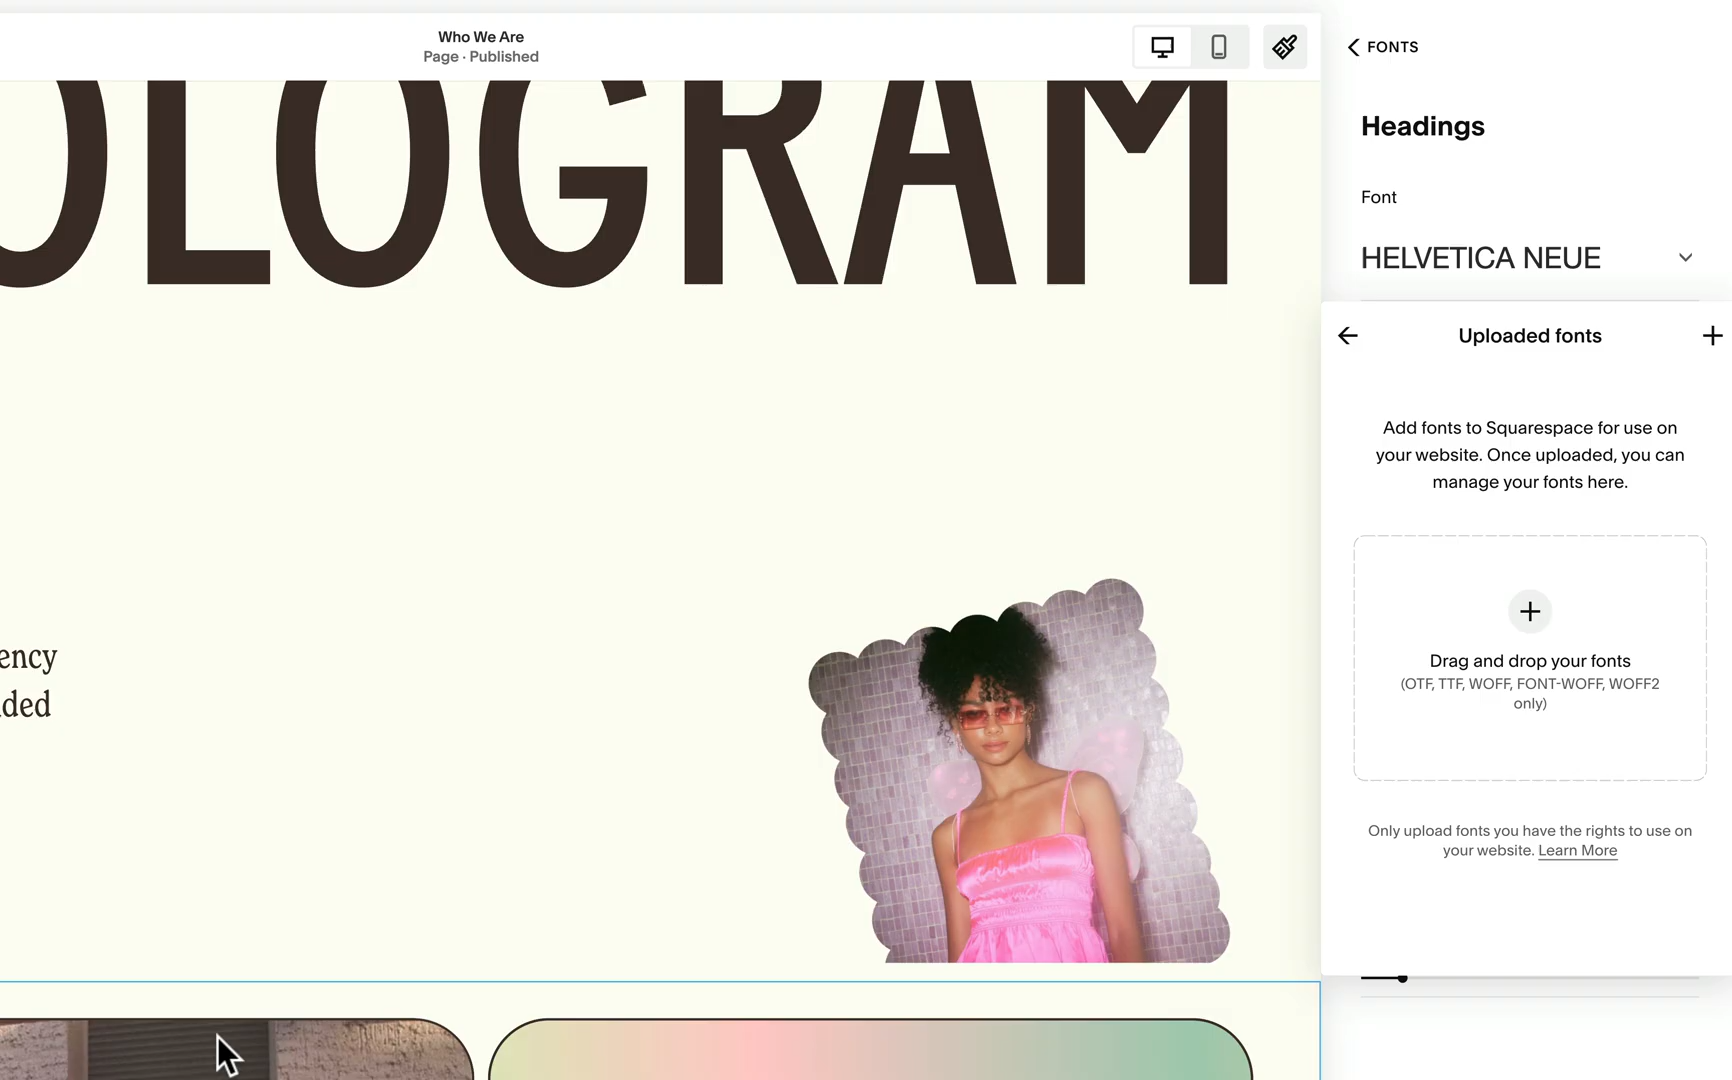 Who We Are
Page · Published
OLOGRAM
ency
ded
FONTS
Headings
Font
HELVETICA NEUE
Uploaded fonts
Add fonts to Squarespace for use on
your website. Once uploaded, you can
manage your fonts here.
Drag and drop your fonts
(OTF, TTF, WOFF, FONT-WOFF, WOFF2
only)
Only upload fonts you have the rights to use on
your website. Learn More